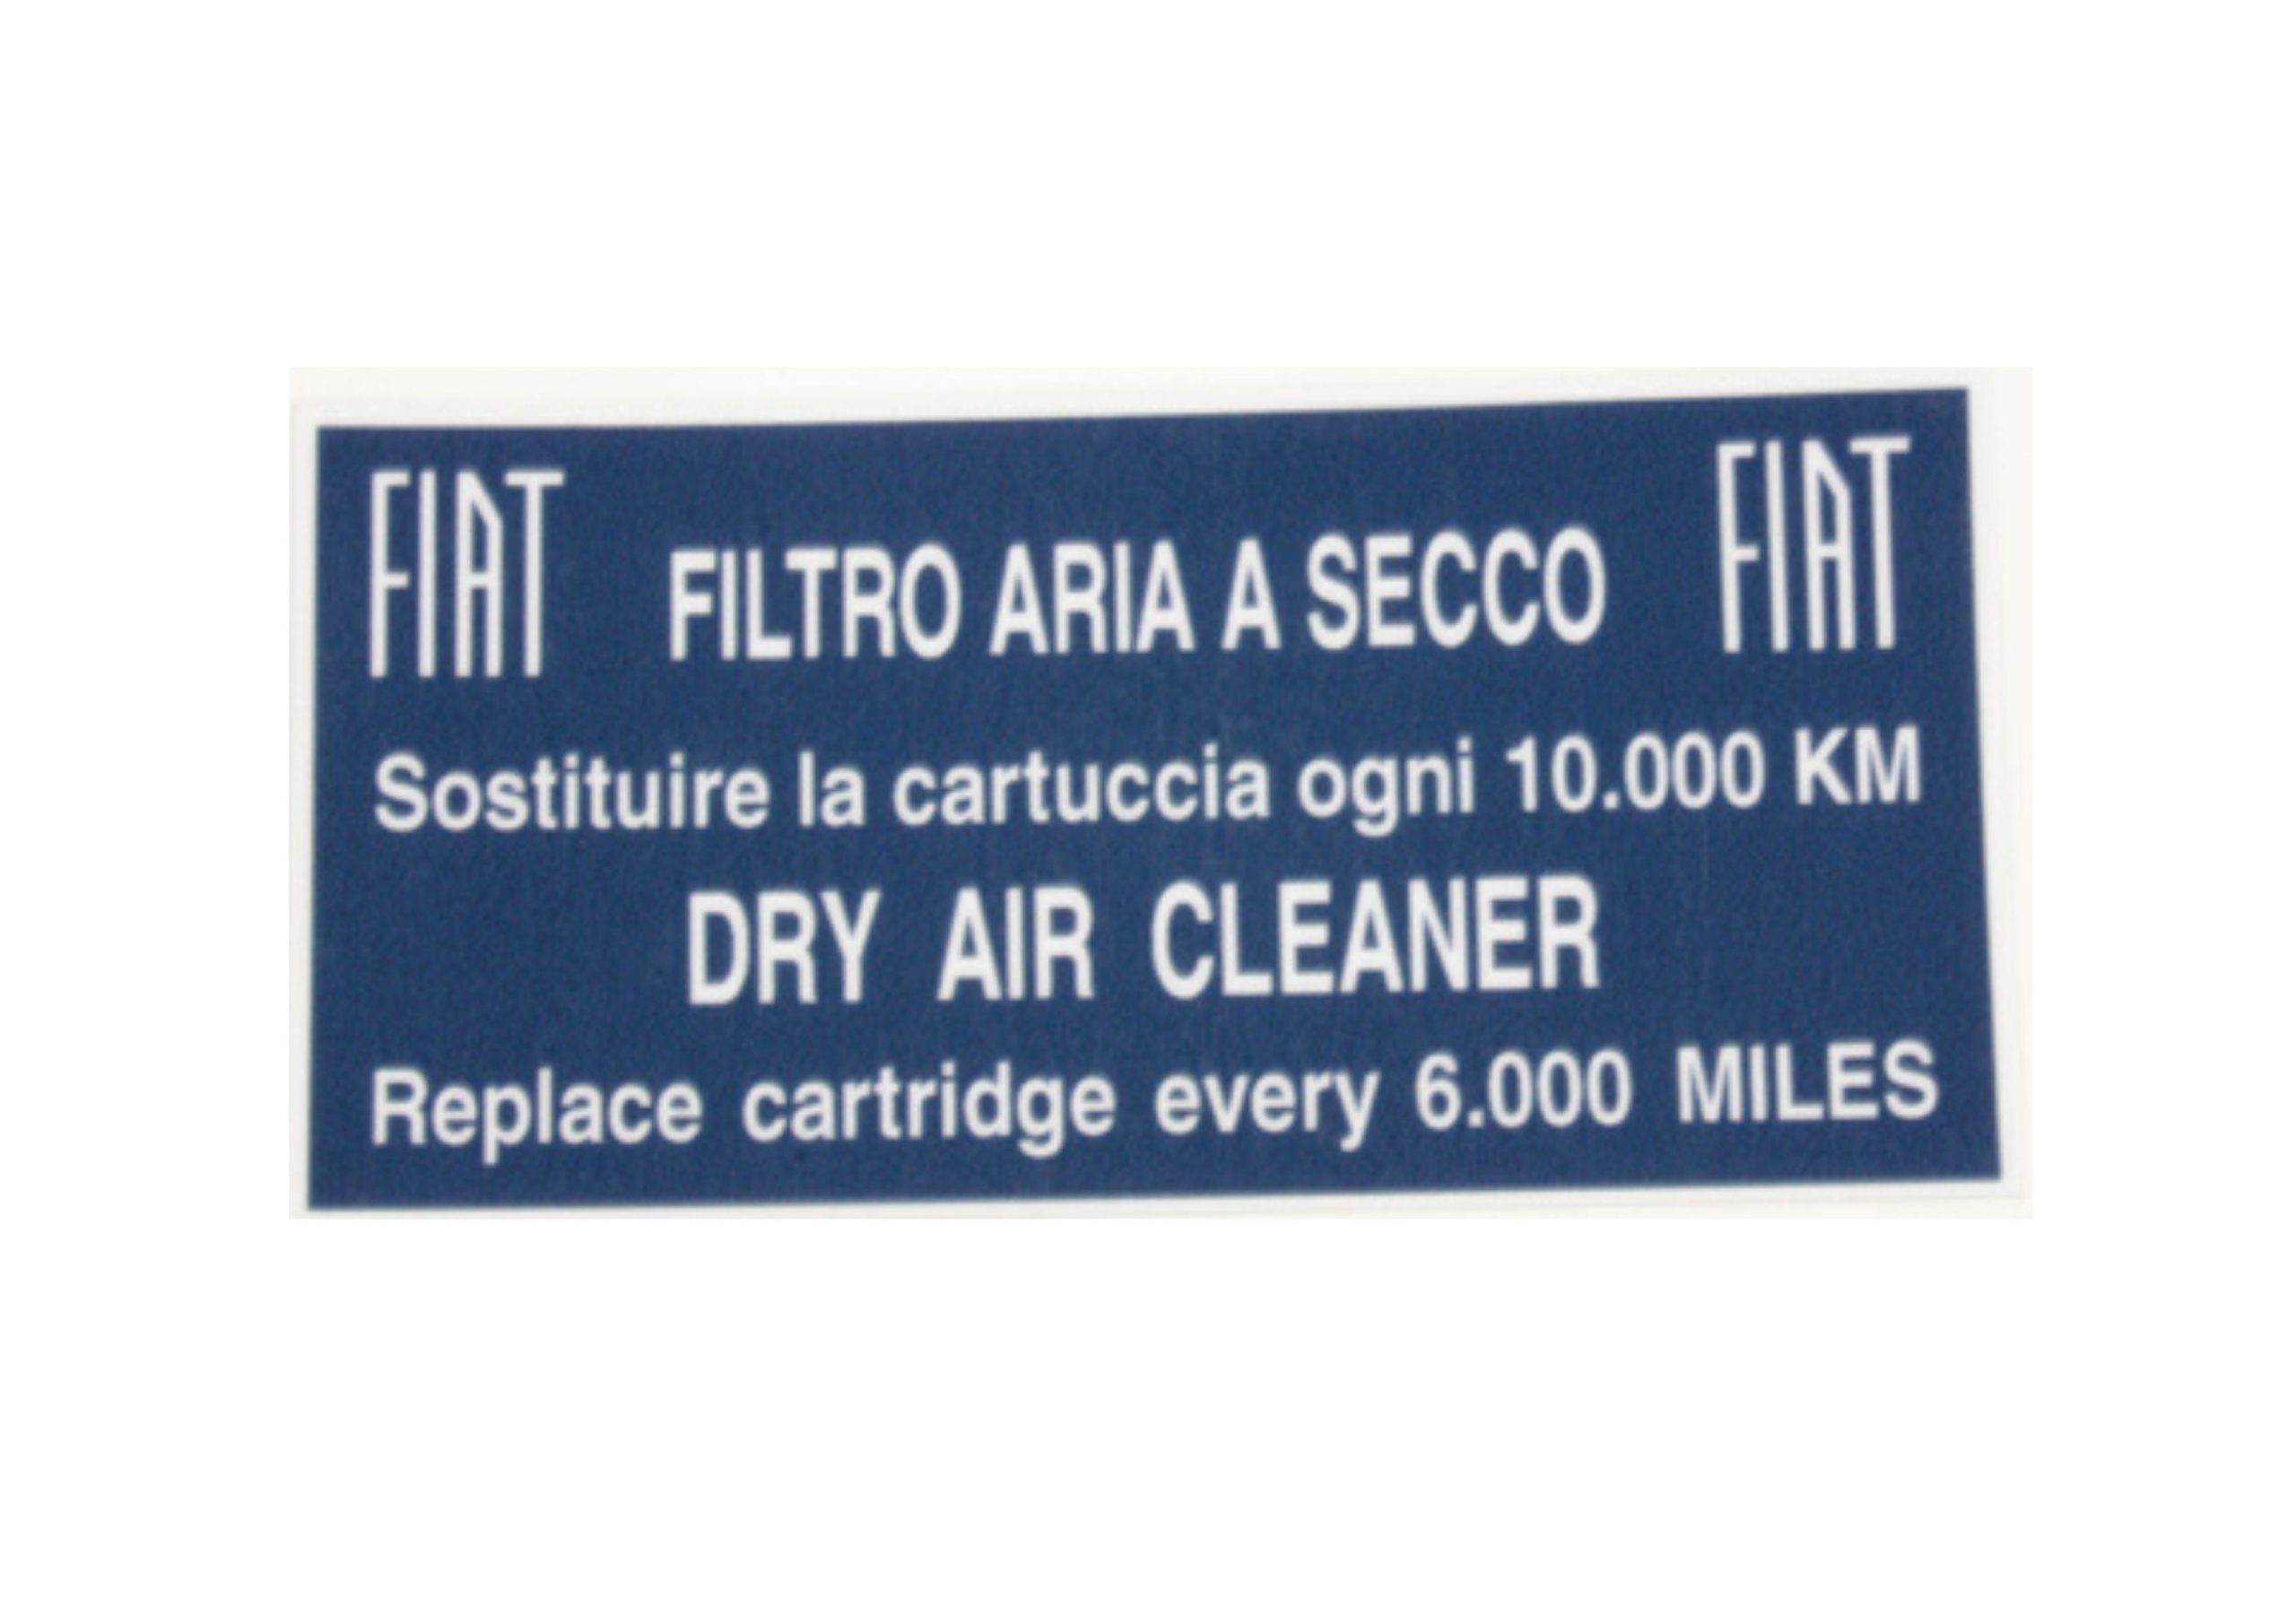 FIAT FILTRO ARIA A SECCO FIAT
Sostituire la cartuccia ogni 10.000 KM
DRY AIR CLEANER
Replace cartridge every 6.000 MILES